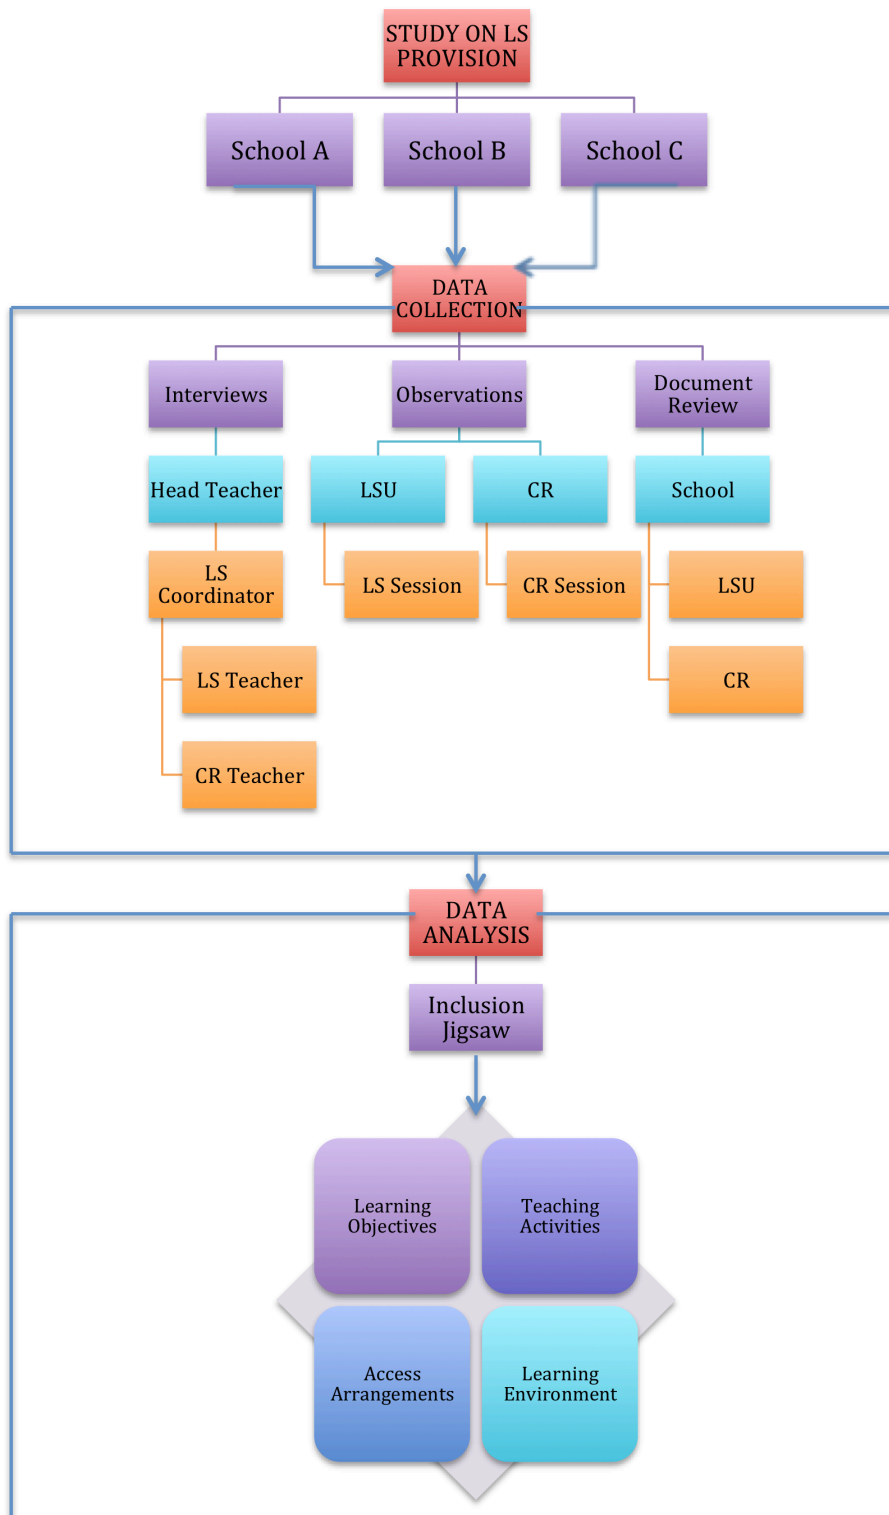 STUDY ON LS
PROVISION
School A
School B
School C
DATA
COLLECTION
Interviews
Observations
Document
Review
Head Teacher
LSU
CR
School
LS
Coordinator
LS Session
CR Session
LSU
LS Teacher
CR
CR Teacher
DATA
ANALYSIS
Inclusion
Jigsaw
Learning
Objectives
Teaching
Activities
Access
Arrangements
Learning
Environment